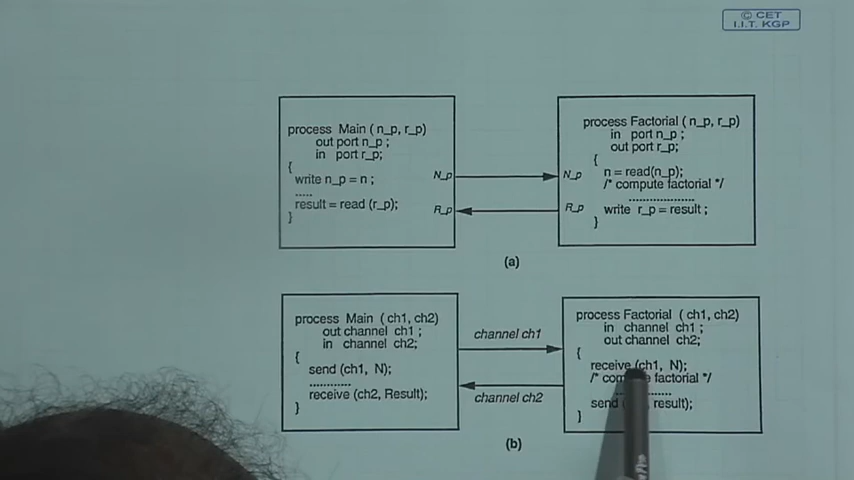 © CET
I.I.T. KGP
process Main ( n_p, r_p)
out port n_p ;
in port r_p;
{
write n_p = n ;
.....
result = read (r_p);
}
N_p
R_p
process Factorial ( n_p, r_p)
in port n_p ;
out port r_p;
{
n = read(n_p);
/* compute factorial */
....................
write r_p = result ;
}
N_p
R_p
(a)
process Main ( ch1, ch2)
out channel ch1 ;
in channel ch2;
{
send (ch1, N);
............
receive (ch2, Result);
}
channel ch1
channel ch2
process Factorial ( ch1, ch2)
in channel ch1 ;
out channel ch2;
{
receive (ch1, N);
/* factorial */
send ( result);
}
(b)